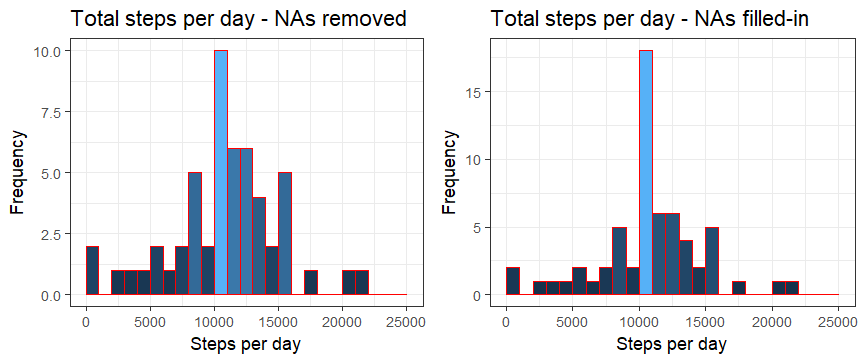 Total steps per day - NAs removed
Frequency
10.0
7.5
5.0
2.5
0.0
0 5000 10000 15000 20000 25000
Steps per day
Total steps per day - NAs filled-in
Frequency
15
10
5
0
0 5000 10000 15000 20000 25000
Steps per day